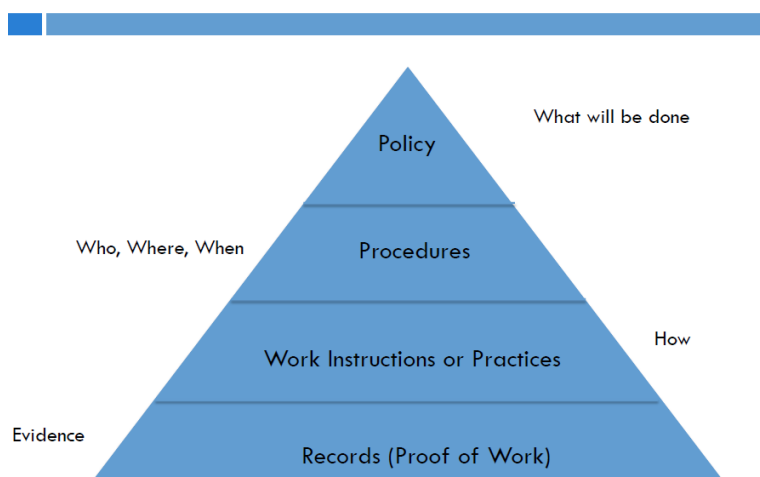 What will be done
Policy
Who, Where, When
Procedures
How
Work Instructions or Practices
Evidence
Records (Proof of Work)